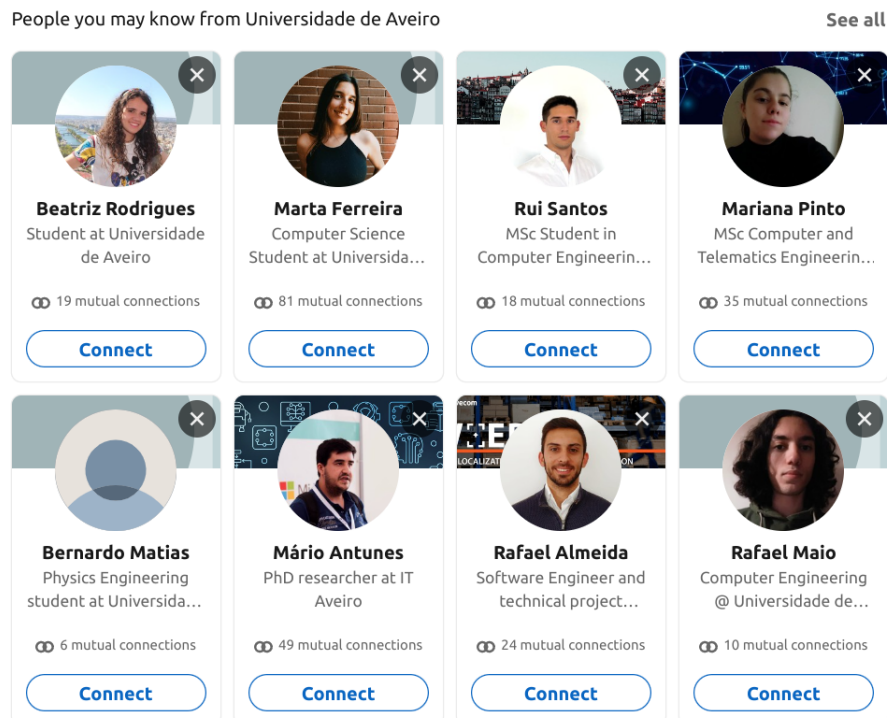 People you may know from Universidade de Aveiro
See all
Beatriz Rodrigues
Student at Universidade
de Aveiro
19 mutual connections
Connect
Marta Ferreira
Computer Science
Student at Universida...
81 mutual connections
Connect
Rui Santos
MSc Student in
Computer Engineerin...
18 mutual connections
Connect
Mariana Pinto
MSc Computer and
Telematics Engineerin...
35 mutual connections
Connect
Bernardo Matias
Physics Engineering
student at Universida...
6 mutual connections
Connect
Mário Antunes
PhD researcher at IT
Aveiro
49 mutual connections
Connect
Rafael Almeida
Software Engineer and
technical project...
24 mutual connections
Connect
Rafael Maio
Computer Engineering
@ Universidade de...
10 mutual connections
Connect